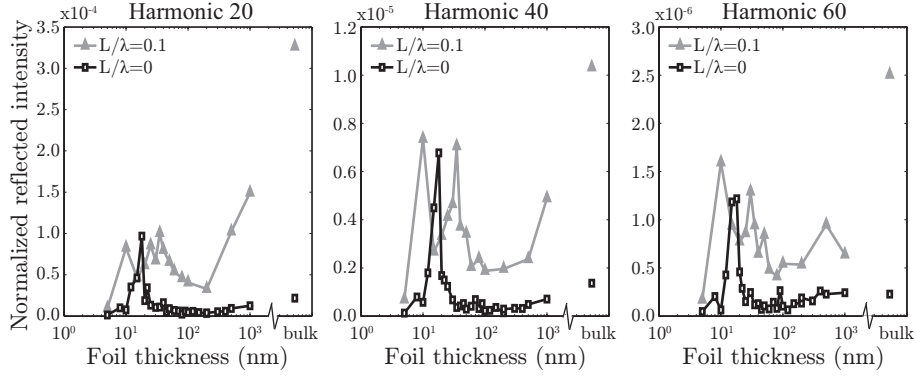 Harmonic 20
Harmonic 40
Harmonic 60
Normalized reflected intensity
x10⁻⁴
3.5
3.0
2.5
2.0
1.5
1.0
0.5
0.0
L/λ=0.1
L/λ=0
10⁰ 10¹ 10² 10³ bulk
Foil thickness (nm)
x10⁻⁵
1.2
1.0
0.8
0.6
0.4
0.2
0.0
L/λ=0.1
L/λ=0
10⁰ 10¹ 10² 10³ bulk
Foil thickness (nm)
x10⁻⁶
3.0
2.5
2.0
1.5
1.0
0.5
0.0
L/λ=0.1
L/λ=0
10⁰ 10¹ 10² 10³ bulk
Foil thickness (nm)